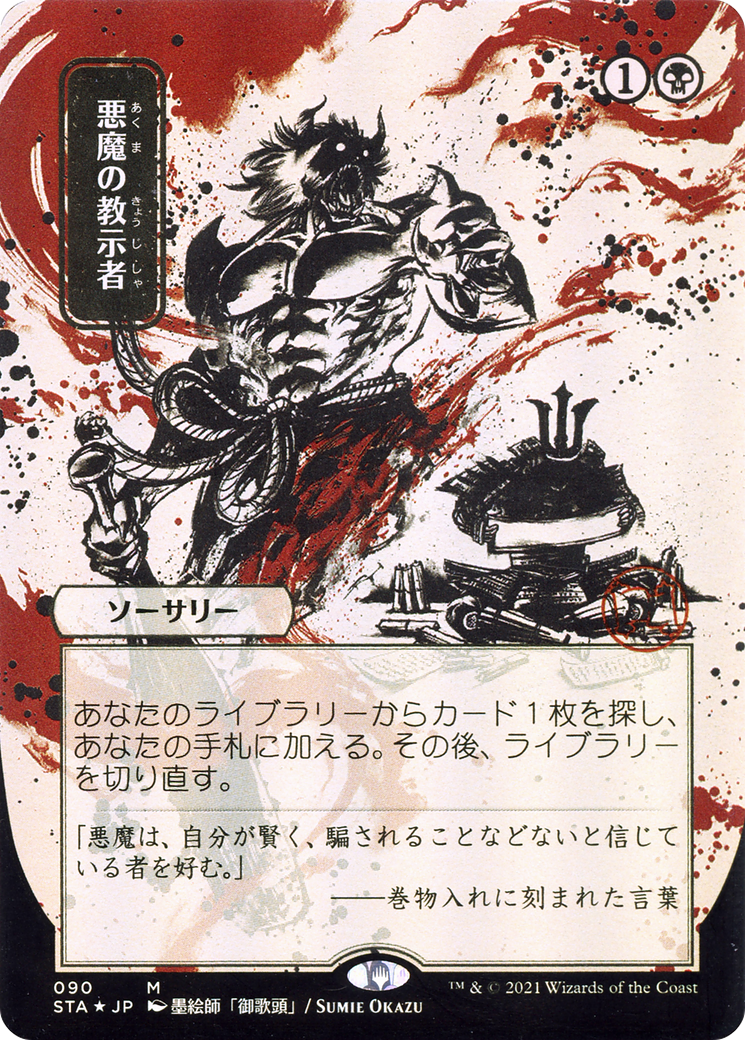 悪魔の教示者
あくま
きょうじしゃ
1
ソーサリー
あなたのライブラリーからカード1枚を探し、
あなたの手札に加える。その後、ライブラリー
を切り直す。
「悪魔は、自分が賢く、騙されることなどないと信じて
いる者を好む。」
——巻物入れに刻まれた言葉
090 M
STA★JP 墨絵師「御歌頭」/ SUMIE OKAZU
™ & © 2021 Wizards of the Coast